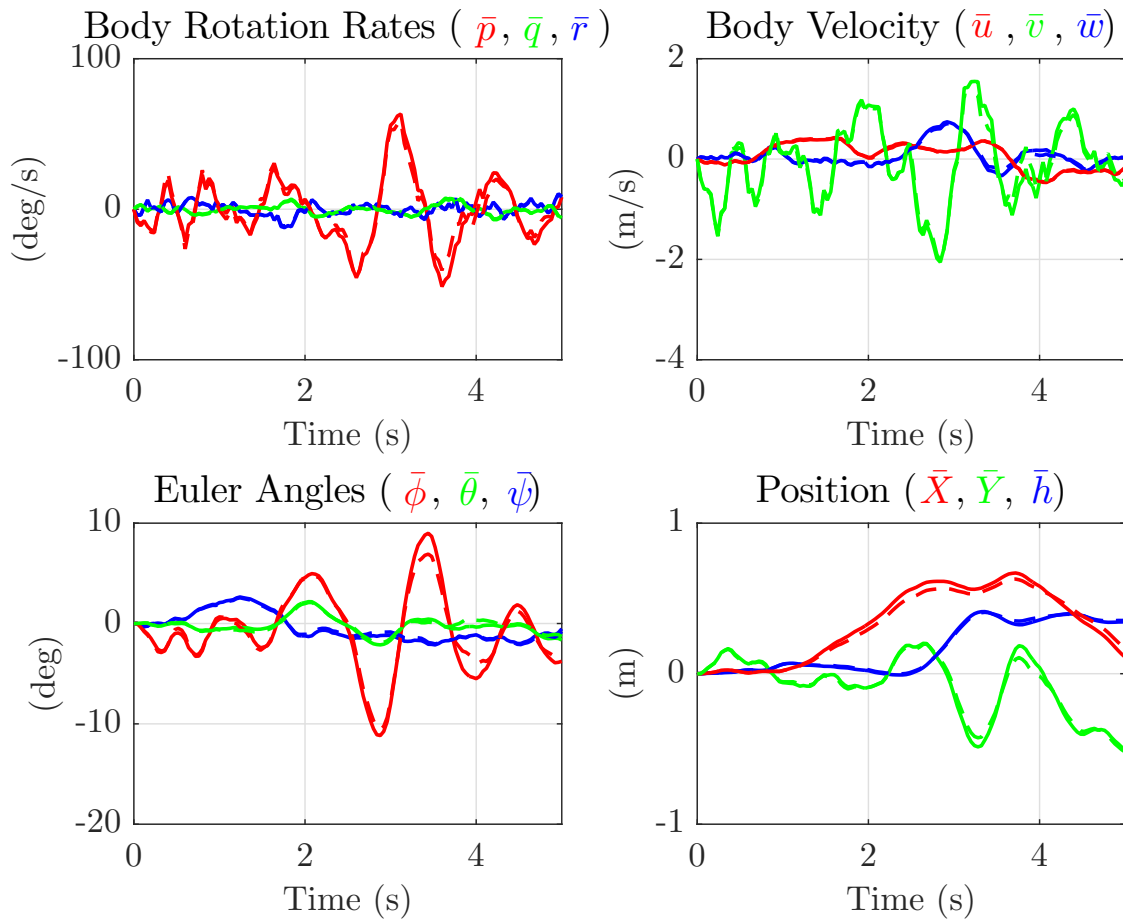 Body Rotation Rates ( p̄, q̄, r̄ )
100
0
-100
(deg/s)
0 2 4
Time (s)
Body Velocity (ū , v̄ , w̄)
2
0
-2
-4
(m/s)
0 2 4
Time (s)
Euler Angles ( ϕ̄, θ̄, ψ̄)
10
0
-10
-20
(deg)
0 2 4
Time (s)
Position (X̄, Ȳ, h̄)
1
0
-1
(m)
0 2 4
Time (s)